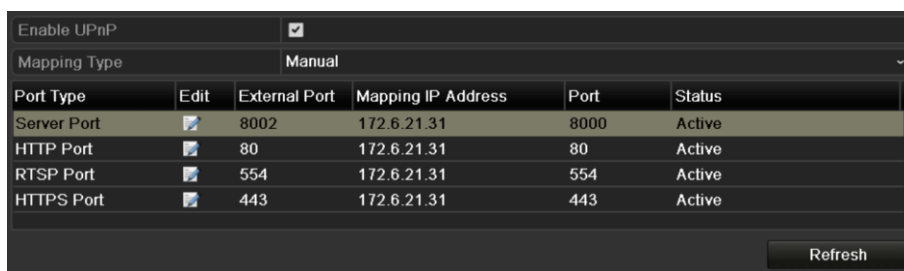 Enable UPnP
Mapping Type Manual
Port Type Edit External Port Mapping IP Address Port Status
Server Port 8002 172.6.21.31 8000 Active
HTTP Port 80 172.6.21.31 80 Active
RTSP Port 554 172.6.21.31 554 Active
HTTPS Port 443 172.6.21.31 443 Active
Refresh